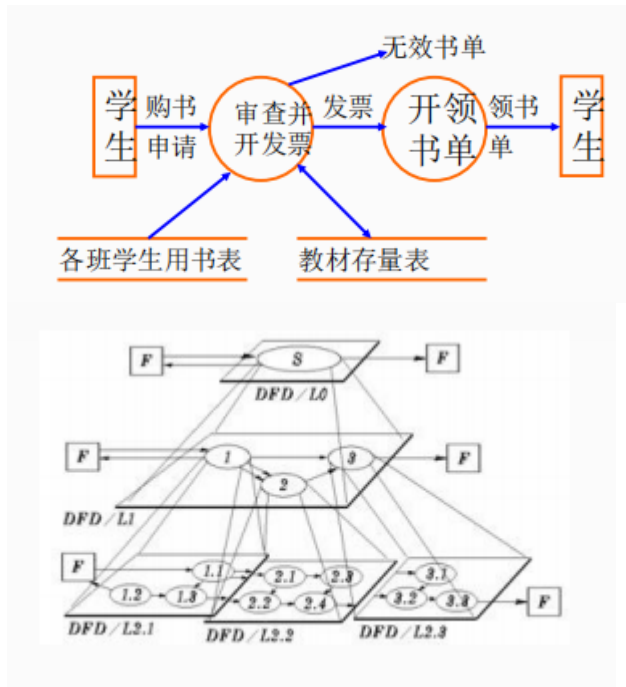 无效书单
学生
购书
申请
审查并
开发票
发票
开领
书单
领书
单
学生
各班学生用书表
教材存量表
F
S
F
DFD/L0
F
1
2
3
F
DFD/L1
F
1.1
1.2
1.3
2.1
2.3
2.2
2.4
3.1
3.2
3.3
F
DFD/L2.1
DFD/L2.2
DFD/L2.3